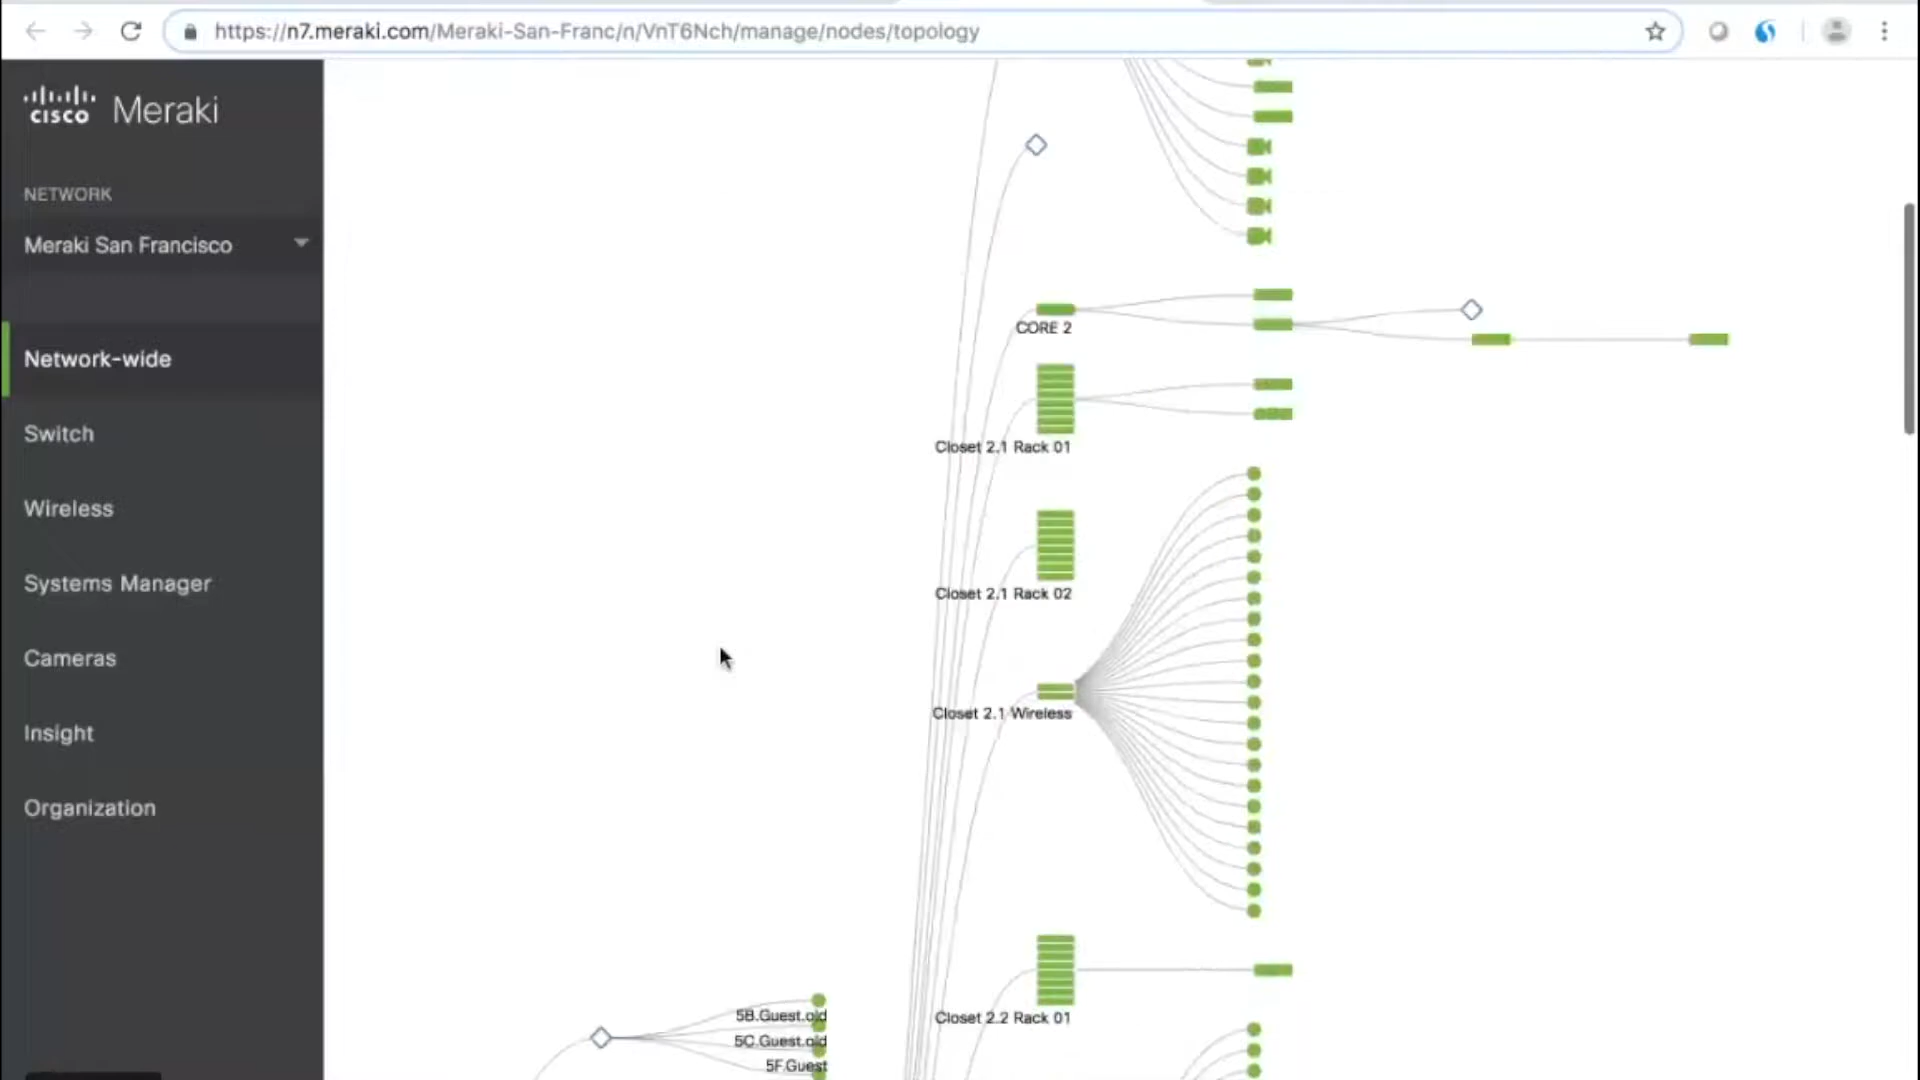 https://n7.meraki.com/Meraki-San-Franc/n/VnT6Nch/manage/nodes/topology
CISCO Meraki
NETWORK
Meraki San Francisco
Network-wide
Switch
Wireless
Systems Manager
Cameras
Insight
Organization
CORE 2
Closet 2.1 Rack 01
Closet 2.1 Rack 02
Closet 2.1 Wireless
Closet 2.2 Rack 01
5B.Guest.old
5C.Guest.old
5F.Guest